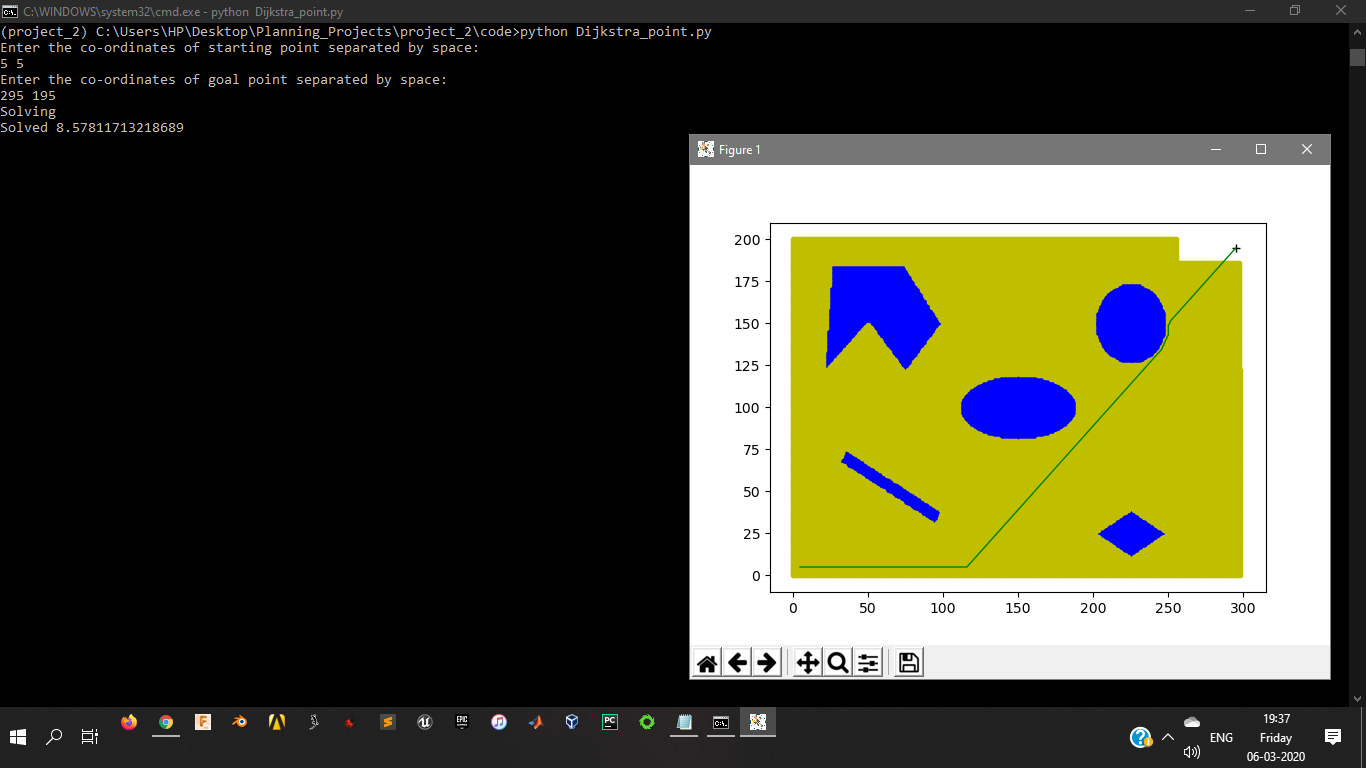 C:\WINDOWS\system32\cmd.exe - python  Dijkstra_point.py
(project_2) C:\Users\HP\Desktop\Planning_Projects\project_2\code>python Dijkstra_point.py
Enter the co-ordinates of starting point separated by space:
5 5
Enter the co-ordinates of goal point separated by space:
295 195
Solving
Solved 8.57811713218689
Figure 1
200
175
150
125
100
75
50
25
0
0 50 100 150 200 250 300
EPIC GAMES
PC
C:\
ENG
19:37
Friday
06-03-2020